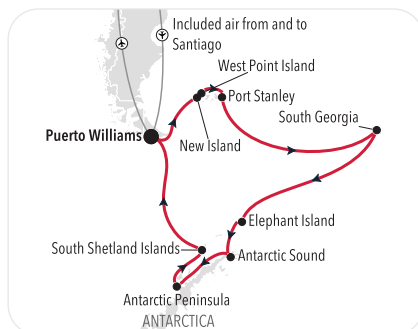 Included air from and to
Santiago
West Point Island
Port Stanley
South Georgia
Puerto Williams
New Island
Elephant Island
South Shetland Islands
Antarctic Sound
Antarctic Peninsula
ANTARCTICA